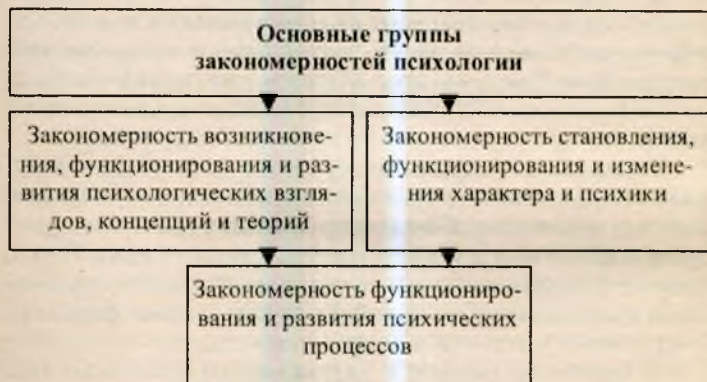 Основные группы
закономерностей психологии
Закономерность возникнове-
ния, функционирования и раз-
вития психологических взгля-
дов, концепций и теорий
Закономерность становления,
функционирования и измене-
ния характера и психики
Закономерность функциониро-
вания и развития психических
процессов